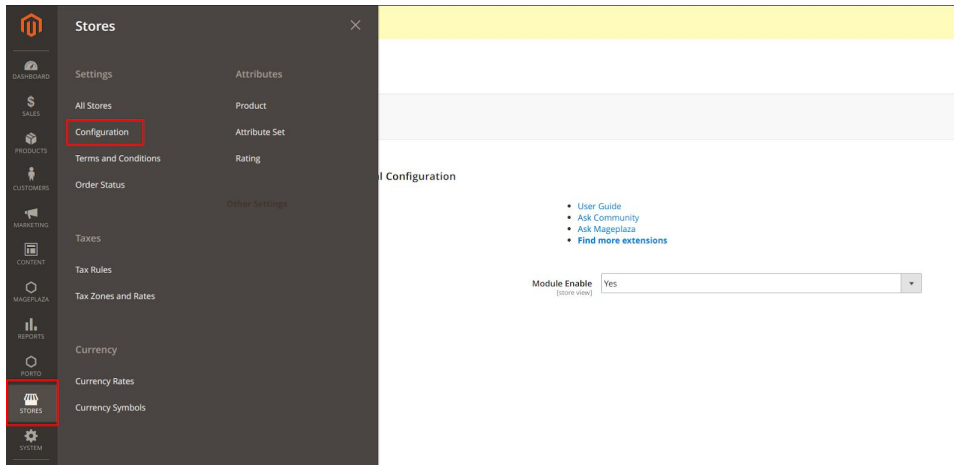 DASHBOARD
SALES
PRODUCTS
CUSTOMERS
MARKETING
CONTENT
MAGEPLAZA
REPORTS
PORTO
STORES
SYSTEM
Stores
Settings
All Stores
Configuration
Terms and Conditions
Order Status
Attributes
Product
Attribute Set
Rating
Other Settings
Taxes
Tax Rules
Tax Zones and Rates
Currency
Currency Rates
Currency Symbols
l Configuration
User Guide
Ask Community
Ask Mageplaza
Find more extensions
Module Enable
[store view]
Yes